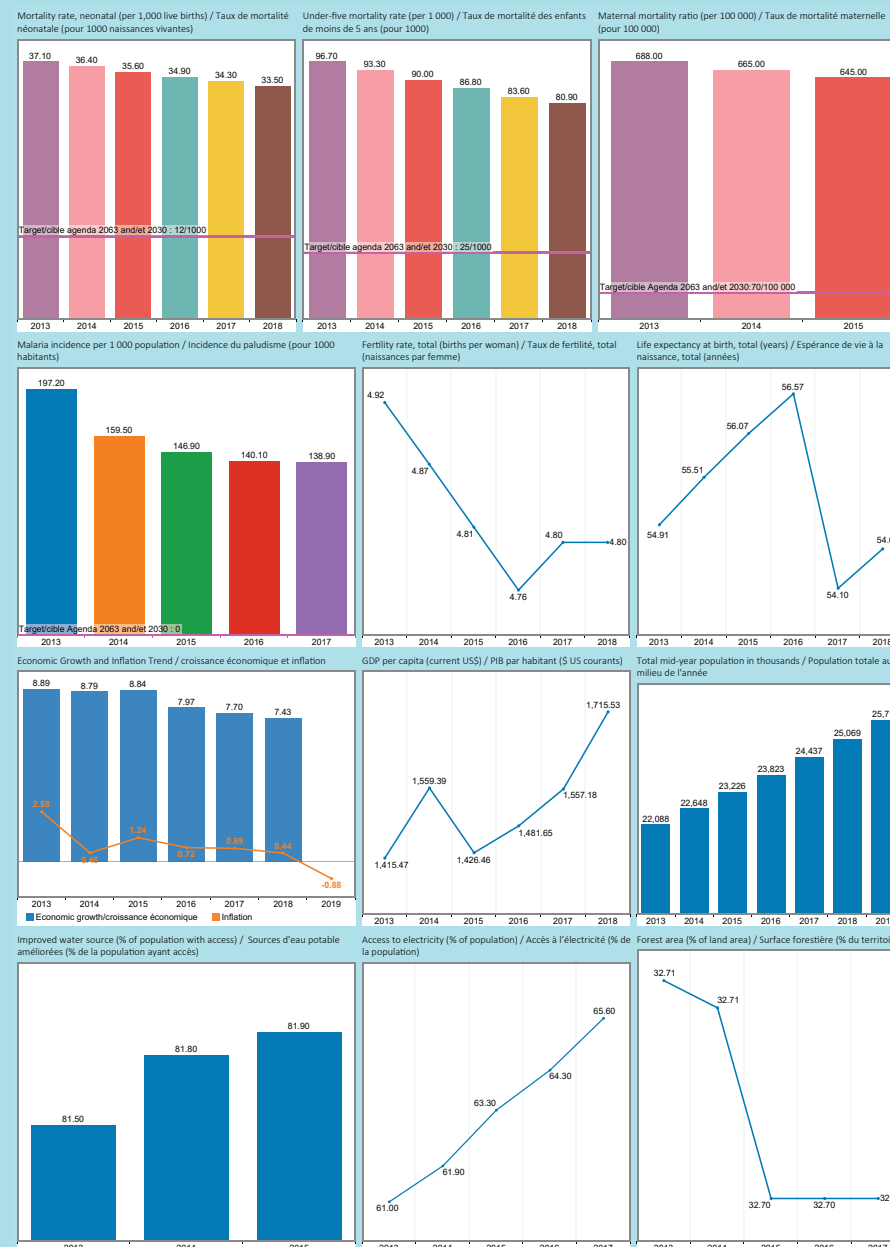 Mortality rate, neonatal (per 1,000 live births) / Taux de mortalité
néonatale (pour 1000 naissances vivantes)
37.10
36.40
35.60
34.90
34.30
33.50
Target/cible agenda 2063 and/et 2030 : 12/1000
2013 2014 2015 2016 2017 2018
Under-five mortality rate (per 1 000) / Taux de mortalité des enfants
de moins de 5 ans (pour 1000)
96.70
93.30
90.00
86.80
83.60
80.90
Target/cible agenda 2063 and/et 2030 : 25/1000
2013 2014 2015 2016 2017 2018
Maternal mortality ratio (per 100 000) / Taux de mortalité maternelle
(pour 100 000)
688.00
665.00
645.00
Target/cible Agenda 2063 and/et 2030:70/100 000
2013 2014 2015
Malaria incidence per 1 000 population / Incidence du paludisme (pour 1000
habitants)
197.20
159.50
146.90
140.10
138.90
Target/cible Agenda 2063 and/et 2030 : 0
2013 2014 2015 2016 2017
Fertility rate, total (births per woman) / Taux de fertilité, total
(naissances par femme)
4.92
4.87
4.81
4.76
4.80
4.80
2013 2014 2015 2016 2017 2018
Life expectancy at birth, total (years) / Espérance de vie à la
naissance, total (années)
54.91
55.51
56.07
56.57
54.10
2013 2014 2015 2016 2017 2018
Economic Growth and Inflation Trend / croissance économique et inflation
8.89
8.79
8.84
7.97
7.70
7.43
2.58
0.45
1.24
0.72
0.69
0.44
-0.88
2013 2014 2015 2016 2017 2018 2019
Economic growth/croissance économique Inflation
GDP per capita (current US$) / PIB par habitant ($ US courants)
1,415.47
1,559.39
1,426.46
1,481.65
1,557.18
1,715.53
2013 2014 2015 2016 2017 2018
Total mid-year population in thousands / Population totale au
milieu de l'année
22,088
22,648
23,226
23,823
24,437
25,069
25,7
2013 2014 2015 2016 2017 2018
Improved water source (% of population with access) / Sources d'eau potable
améliorées (% de la population ayant accès)
81.50
81.80
81.90
Access to electricity (% of population) / Accès à l'électricité (% de
la population)
61.00
61.90
63.30
64.30
65.60
Forest area (% of land area) / Surface forestière (% du
32.71
32.71
32.70
32.70
32.